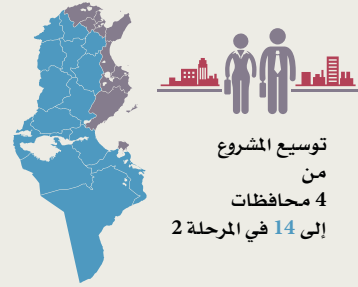 توسيع المشروع
من
4 محافظات
إلى 14 في المرحلة 2